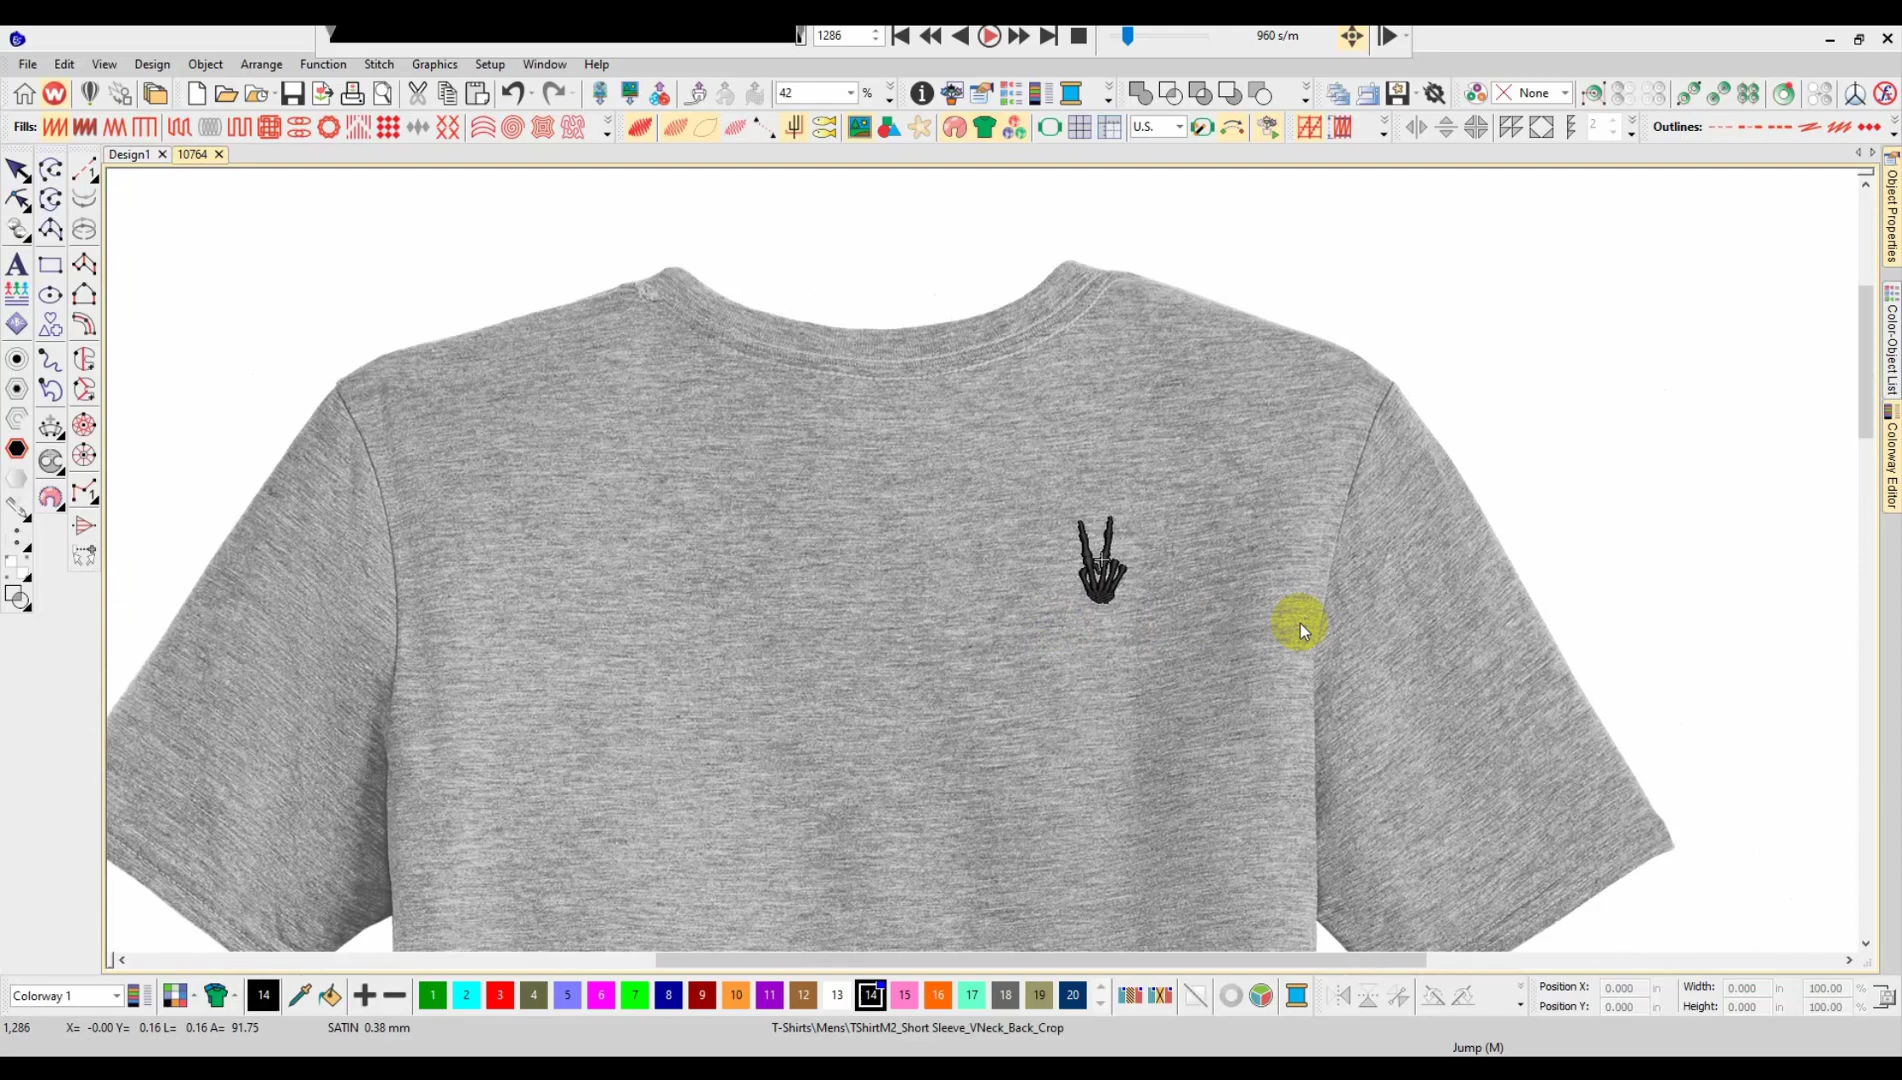 1286
960 s/m
File Edit View Design Object Arrange Function Stitch Graphics Setup Window Help
42 %
None
Fills:
U.S.
2
Outlines:
Design1
10764
Object Properties
Color-Object List
Colorway Editor
Colorway 1
14
1 2 3 4 5 6 7 8 9 10 11 12 13 14 15 16 17 18 19 20
Position X: 0.000 in Width: 0.000 in 100.00 %
Position Y: 0.000 in Height: 0.000 in 100.00 %
1,286 X= -0.00 Y= 0.16 L= 0.16 A= 91.75 SATIN 0.38 mm T-Shirts\Mens\TShirtM2_Short Sleeve_VNeck_Back_Crop
Jump (M)